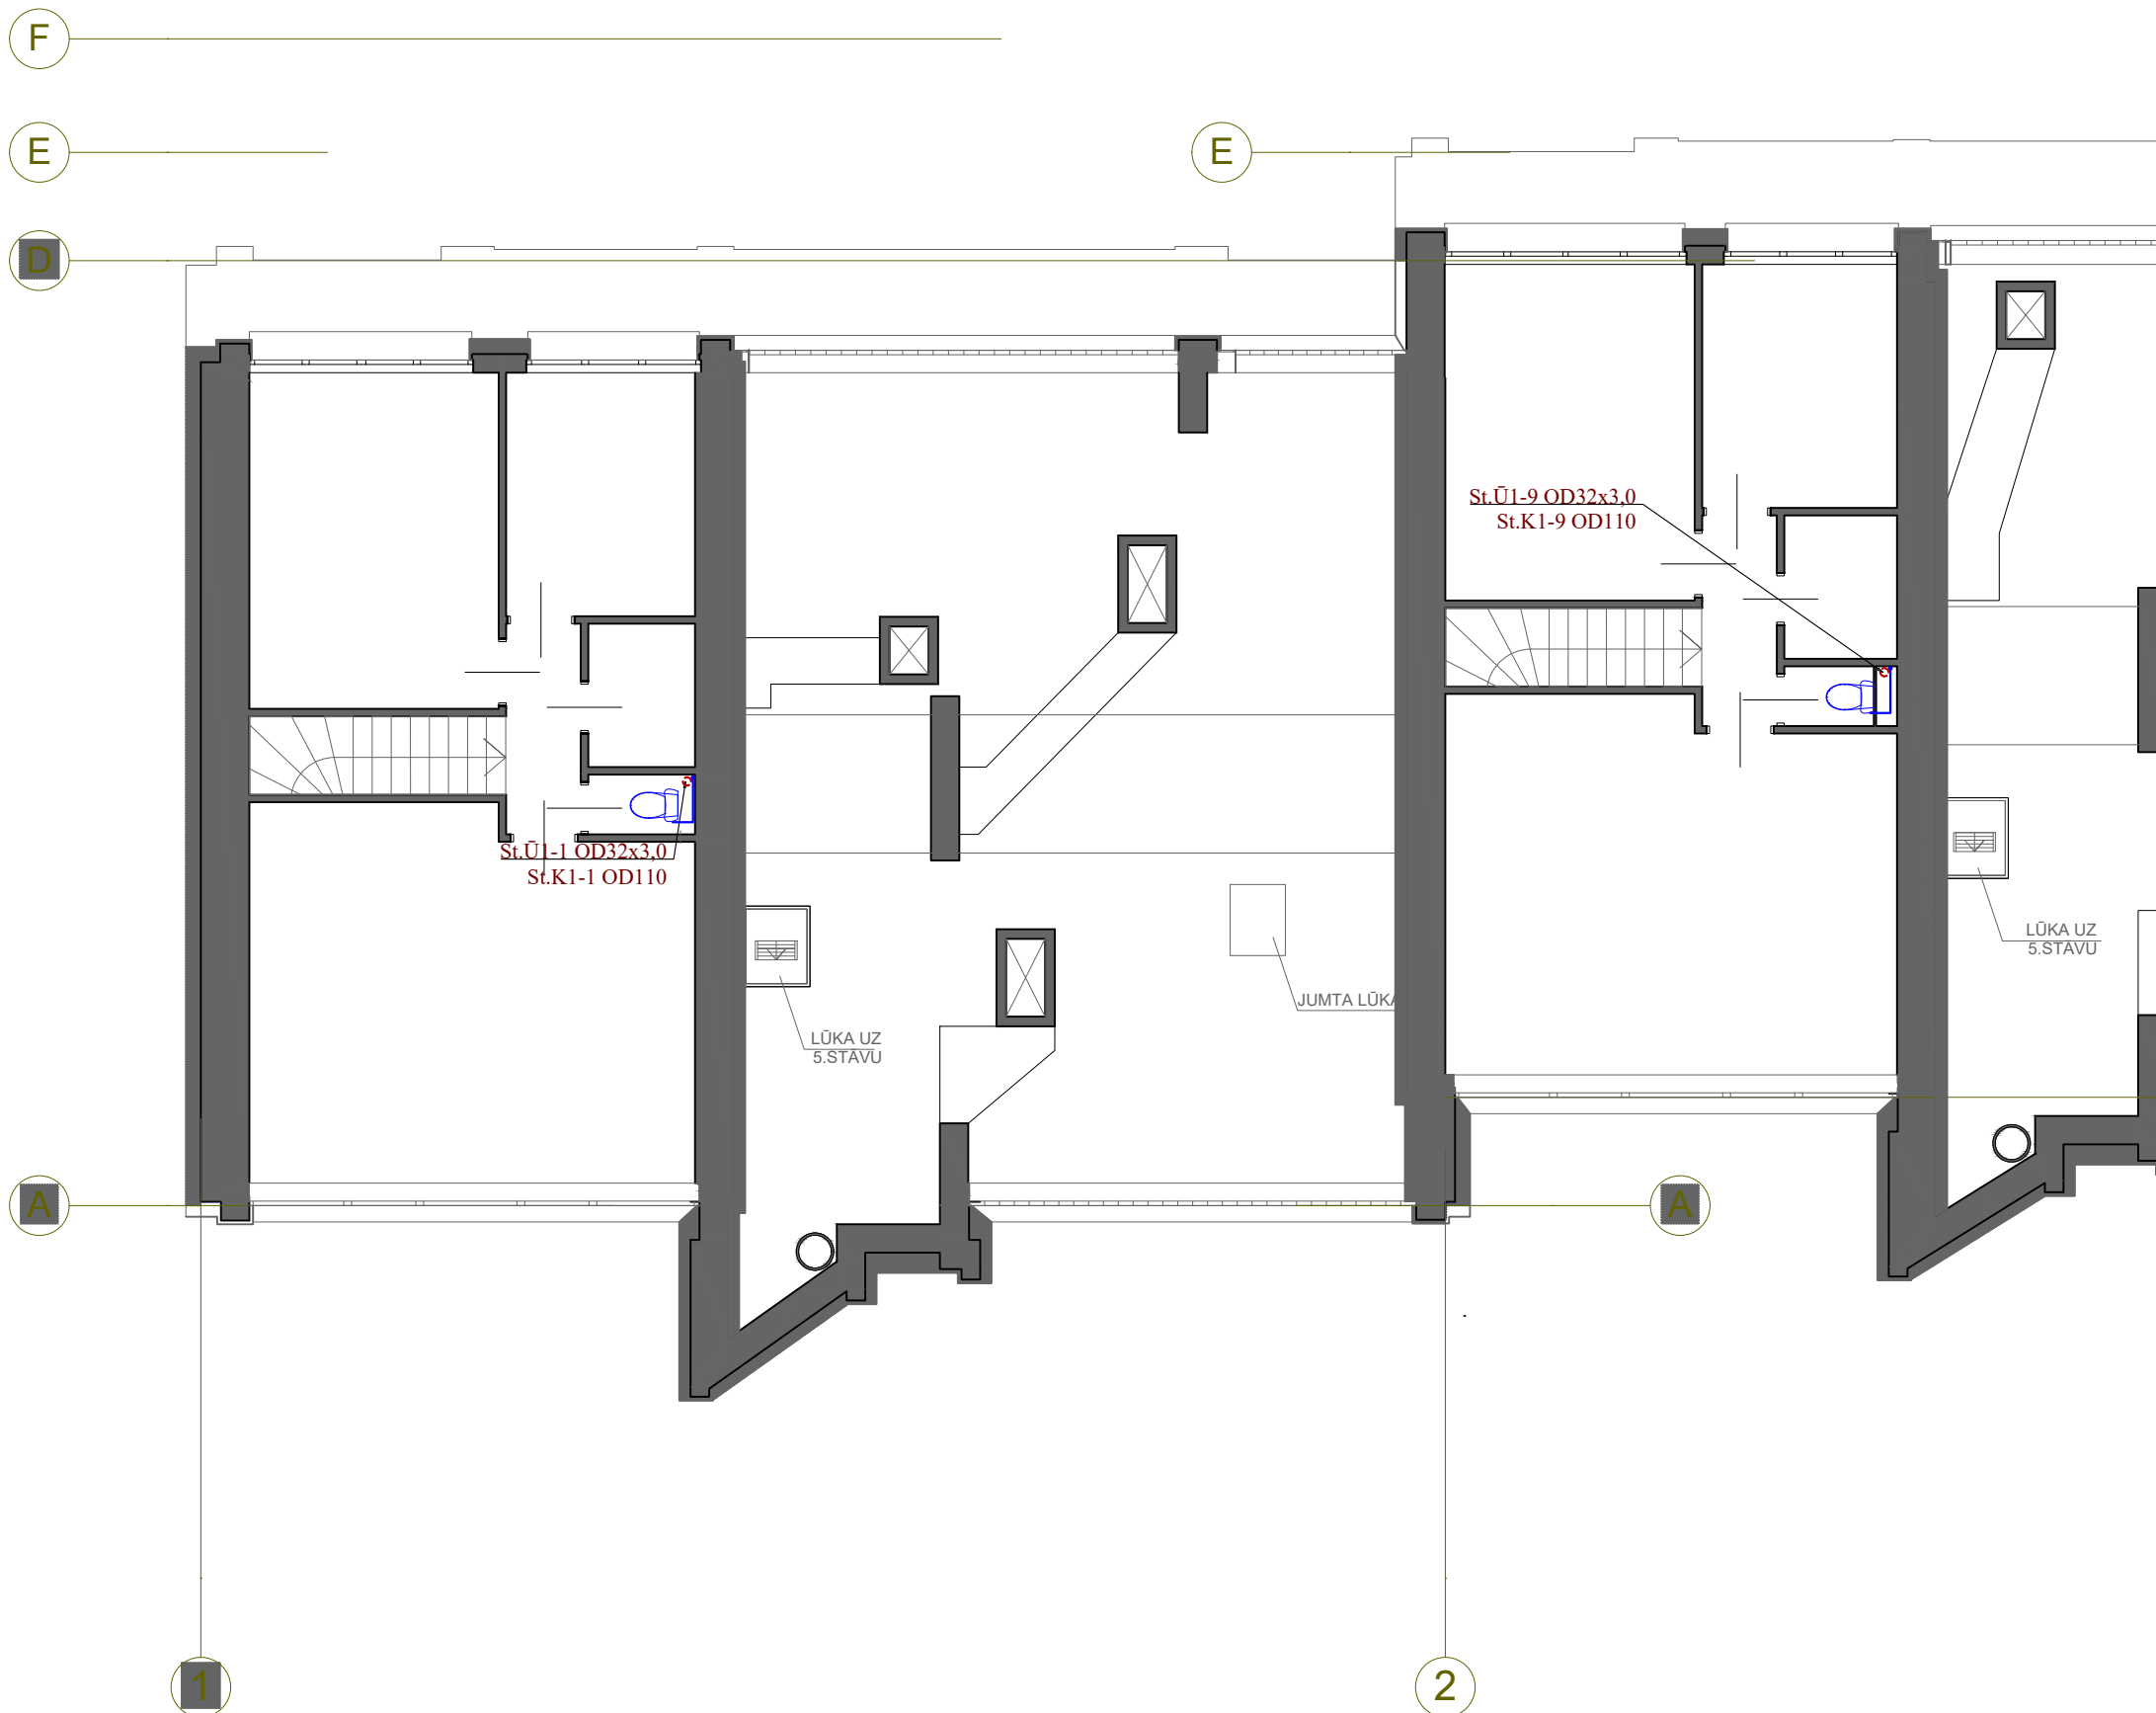 F
E
E
D
St.Ū1-9 OD32x3,0
St.K1-9 OD110
St.Ū1-1 OD32x3,0
St.K1-1 OD110
LŪKA UZ
5.STĀVU
JUMTA LŪKA
LŪKA UZ
5.STĀVU
A
A
1
2